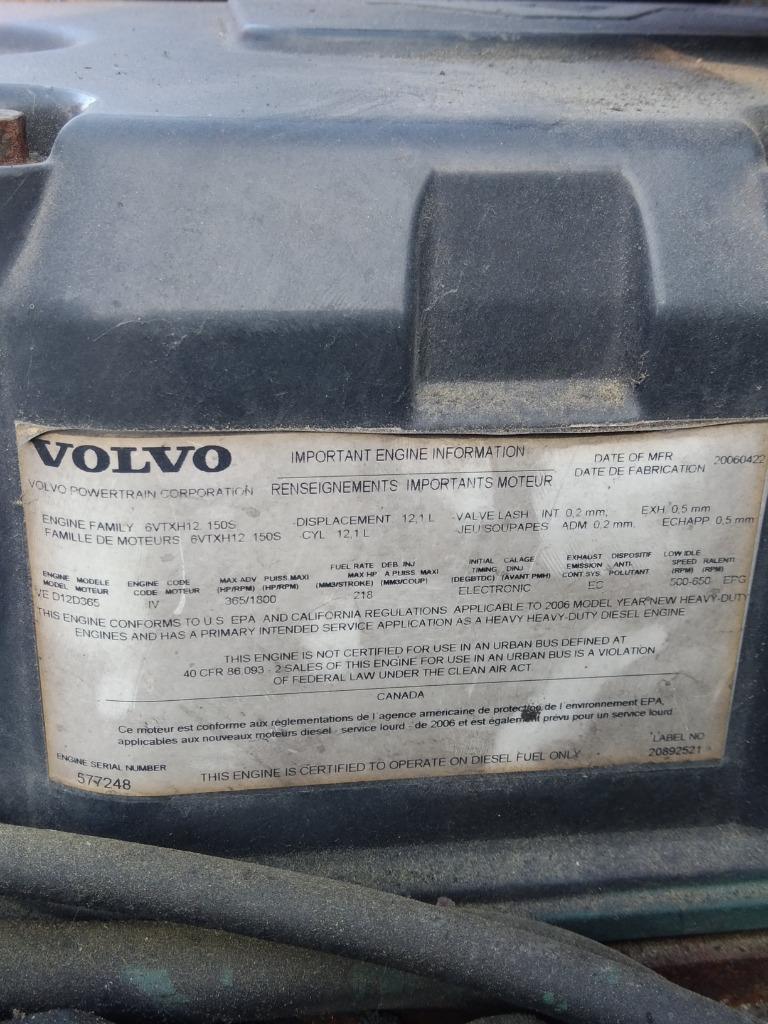 VOLVO
IMPORTANT ENGINE INFORMATION
DATE OF MFR 20060422
DATE DE FABRICATION
VOLVO POWERTRAIN CORPORATION
RENSEIGNEMENTS IMPORTANTS MOTEUR
ENGINE FAMILY 6VTXH12.150S DISPLACEMENT 12,1 L VALVE LASH INT 0,2 mm, EXH 0,5 mm
FAMILLE DE MOTEURS 6VTXH12.150S CYL 12,1 L JEU SOUPAPES ADM 0,2 mm, ECHAPP 0,5 mm
ENGINE MODELE
MODEL MOTEUR
VE D12D365
ENGINE CODE
CODE MOTEUR
IV
MAX ADV PUISS.MAXI
(HP/RPM) (HP/RPM)
365/1800
FUEL RATE DEB. INJ
MAX HP A PUISS. MAXI
(MM3/STROKE) (MM3/COUP)
218
INITIAL CALAGE
TIMING D'INJ
(DEGBTDC) (AVANT PMH)
ELECTRONIC
EXHAUST DISPOSITIF
EMISSION ANTI-
CONT SYS POLLUTANT
EC
LOW IDLE
SPEED RALENTI
(RPM) (RPM)
500-650 EPG
THIS ENGINE CONFORMS TO U S EPA AND CALIFORNIA REGULATIONS APPLICABLE TO 2006 MODEL YEAR NEW HEAVY-DUTY
ENGINES AND HAS A PRIMARY INTENDED SERVICE APPLICATION AS A HEAVY HEAVY-DUTY DIESEL ENGINE
THIS ENGINE IS NOT CERTIFIED FOR USE IN AN URBAN BUS DEFINED AT
40 CFR 86.093 - 2 SALES OF THIS ENGINE FOR USE IN AN URBAN BUS IS A VIOLATION
OF FEDERAL LAW UNDER THE CLEAN AIR ACT
CANADA
Ce moteur est conforme aux réglementations de l'agence américaine de protection de l'environnement EPA,
applicables aux nouveaux moteurs diesel - service lourd - de 2006 et est également prévu pour un service lourd
ENGINE SERIAL NUMBER
577248
THIS ENGINE IS CERTIFIED TO OPERATE ON DIESEL FUEL ONLY
LABEL NO
20892521